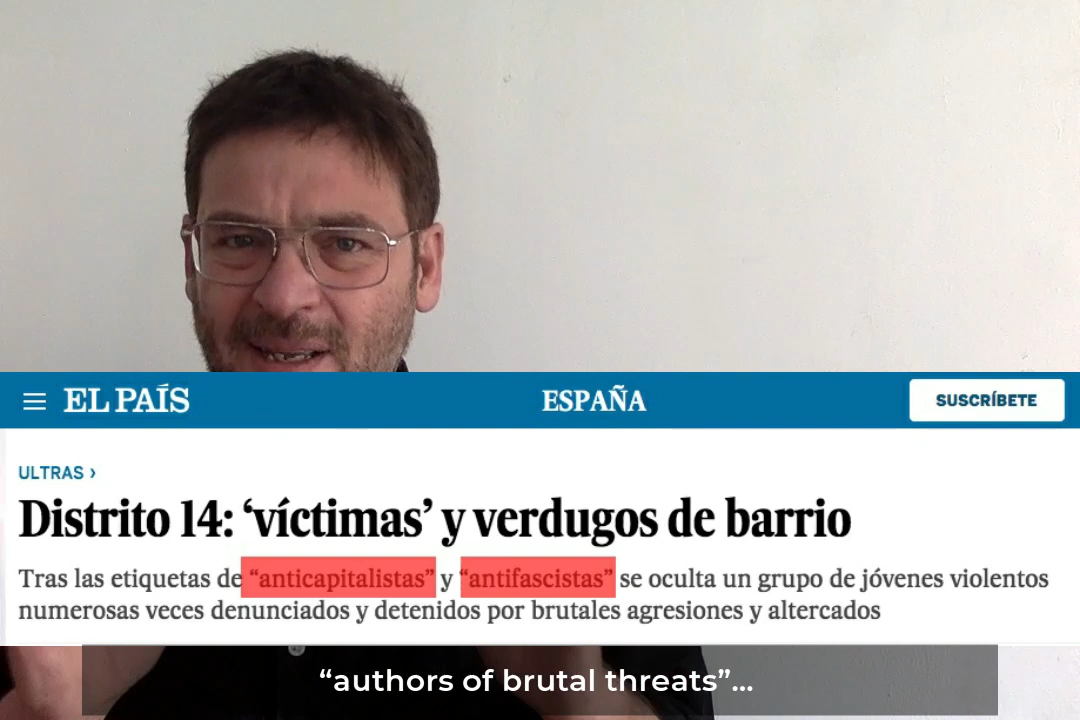 EL PAÍS ESPAÑA SUSCRÍBETE
ULTRAS ›
Distrito 14: ‘víctimas’ y verdugos de barrio
Tras las etiquetas de “anticapitalistas” y “antifascistas” se oculta un grupo de jóvenes violentos
numerosas veces denunciados y detenidos por brutales agresiones y altercados
“authors of brutal threats”...